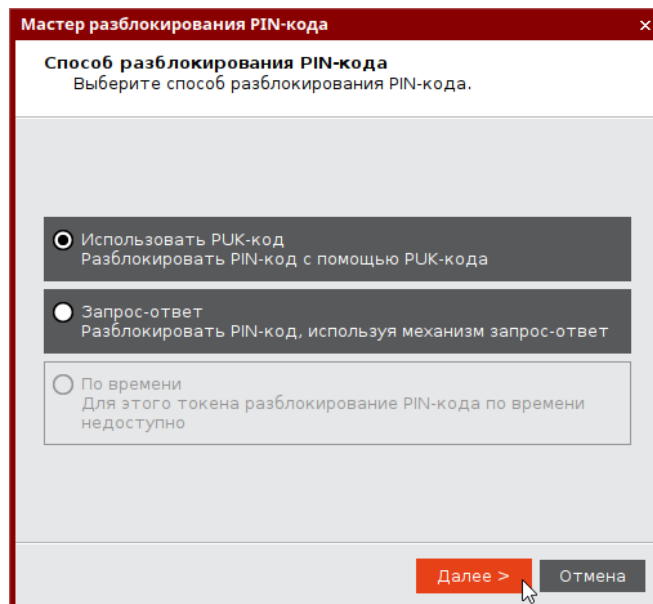 Мастер разблокирования PIN-кода
Способ разблокирования PIN-кода
Выберите способ разблокирования PIN-кода.
Использовать PUK-код
Разблокировать PIN-код с помощью PUK-кода
Запрос-ответ
Разблокировать PIN-код, используя механизм запрос-ответ
По времени
Для этого токена разблокирование PIN-кода по времени
недоступно
Далее >
Отмена